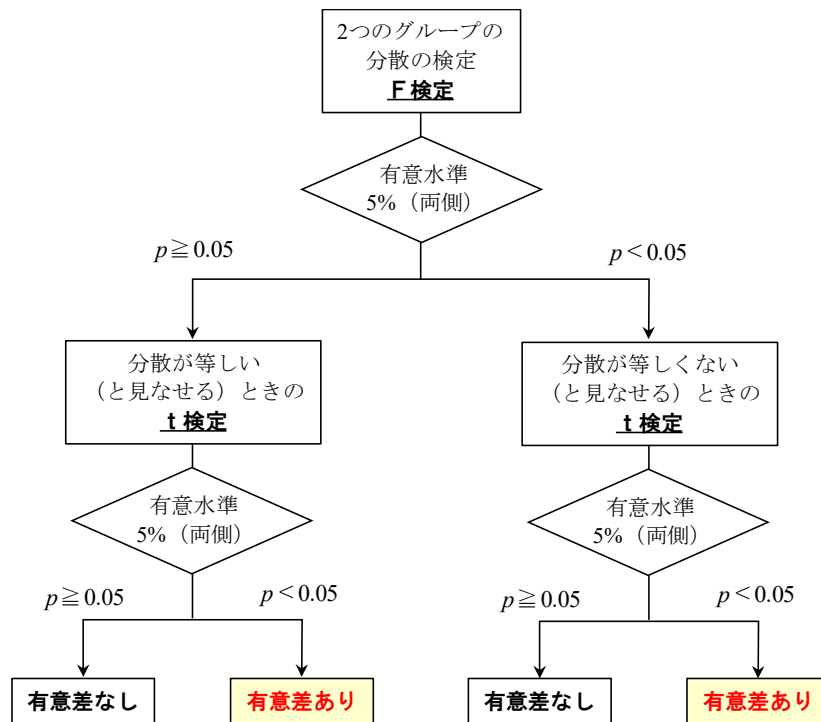 2つのグループの
分散の検定
F検定
有意水準
5%（両側）
p≧0.05
p＜0.05
分散が等しい
（と見なせる）ときの
ｔ検定
分散が等しくない
（と見なせる）ときの
ｔ検定
有意水準
5%（両側）
有意水準
5%（両側）
p≧0.05
p＜0.05
p≧0.05
p＜0.05
有意差なし
有意差あり
有意差なし
有意差あり